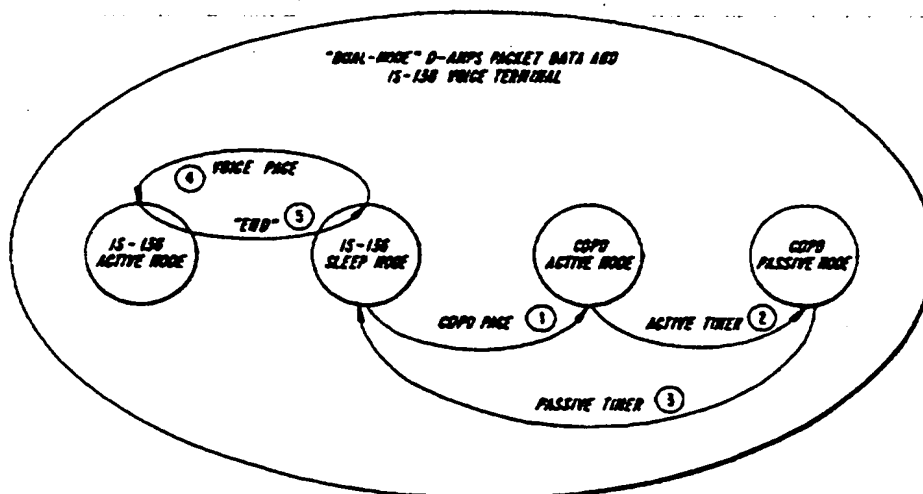 "DUAL-MODE" D-AMPS PACKET DATA AND
IS-136 VOICE TERMINAL
4 VOICE PAGE
"END" 5
IS-136
ACTIVE MODE
IS-136
SLEEP MODE
CDPD
ACTIVE MODE
CDPD
PASSIVE MODE
CDPD PAGE 1
ACTIVE TIMER 2
PASSIVE TIMER 3